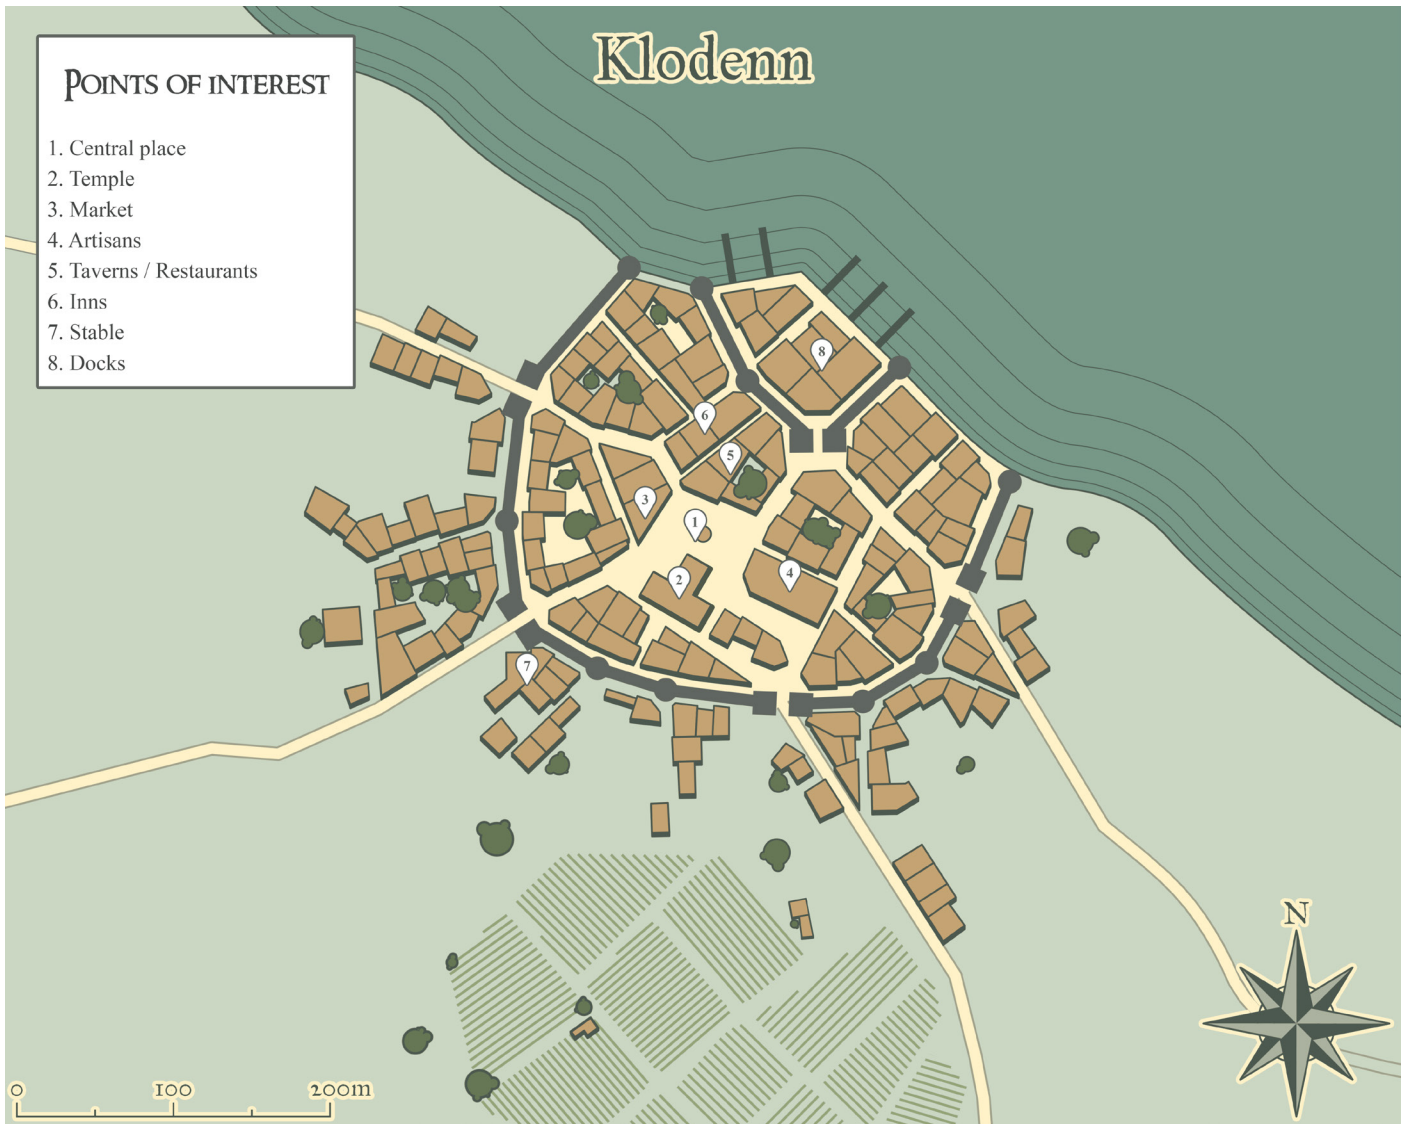 Klodenn
POINTS OF INTEREST
1. Central place
2. Temple
3. Market
4. Artisans
5. Taverns / Restaurants
6. Inns
7. Stable
8. Docks
8
6
5
3
1
2
4
7
N
0 100 200m